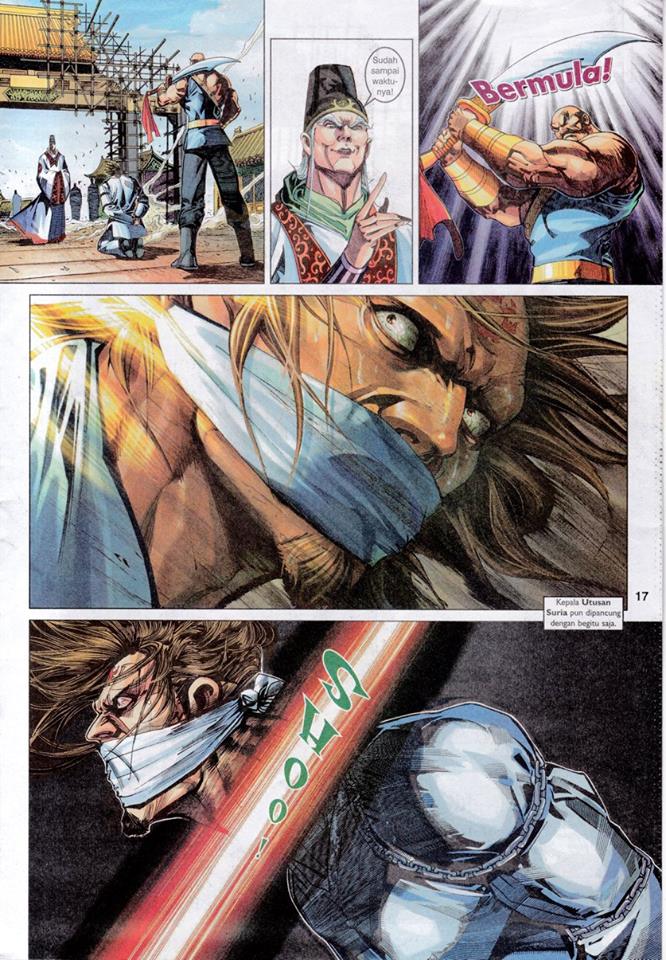 Sudah
sampai
waktu-
nya!
Bermula!
17
Kepala Utusan
Suria pun dipancung
dengan begitu saja.
SHOO!